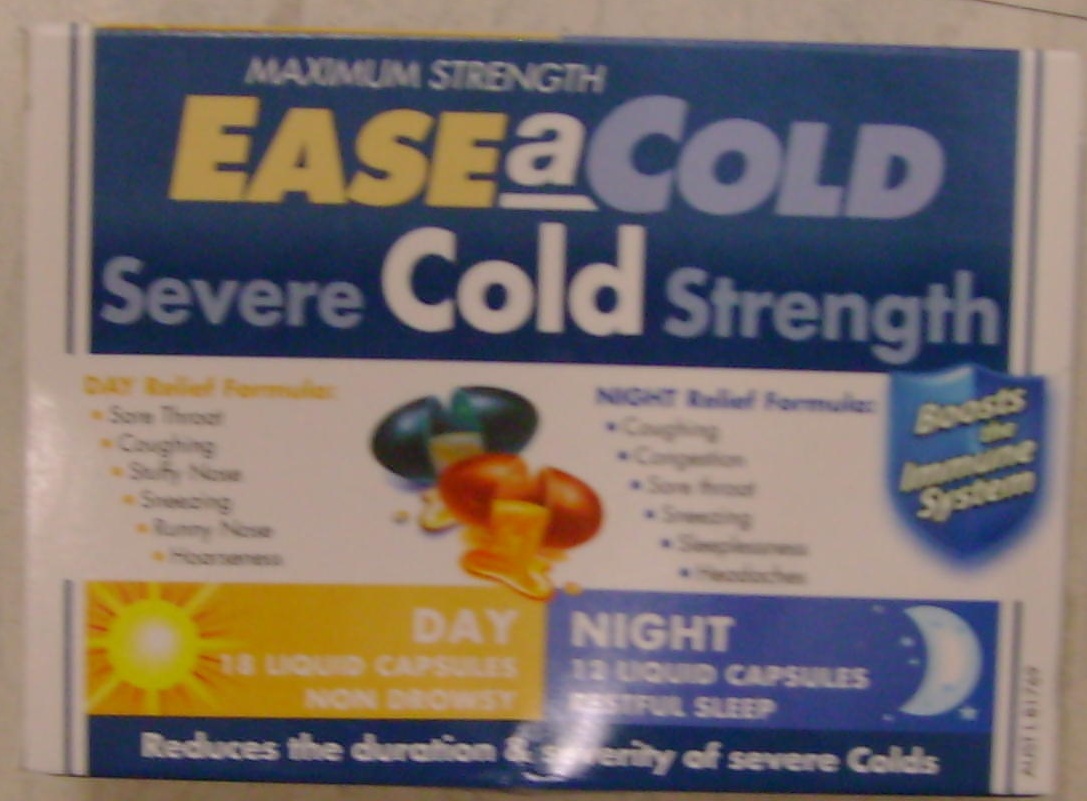 MAXIMUM STRENGTH
EASEaCOLD
Severe Cold Strength
DAY Relief Formula:
• Sore Throat
• Coughing
• Stuffy Nose
• Sneezing
• Runny Nose
• Hoarseness
NIGHT Relief Formula:
• Coughing
• Congestion
• Sore throat
• Sneezing
• Sleeplessness
• Headaches
Boosts
the
Immune
System
DAY
18 LIQUID CAPSULES
NON DROWSY
NIGHT
12 LIQUID CAPSULES
RESTFUL SLEEP
Reduces the duration & severity of severe Colds